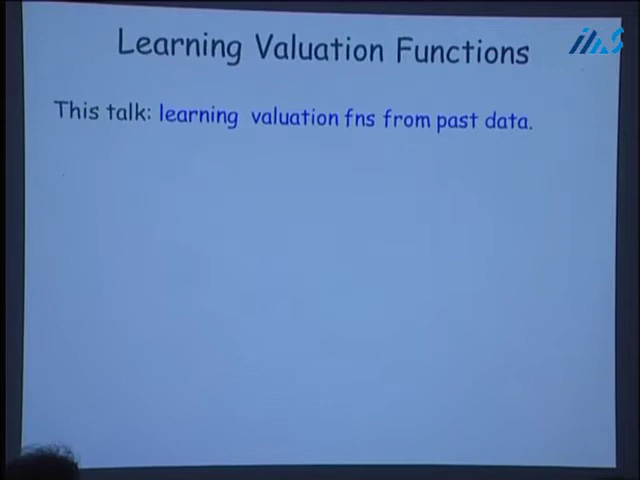 Learning Valuation Functions
This talk: learning valuation fns from past data.